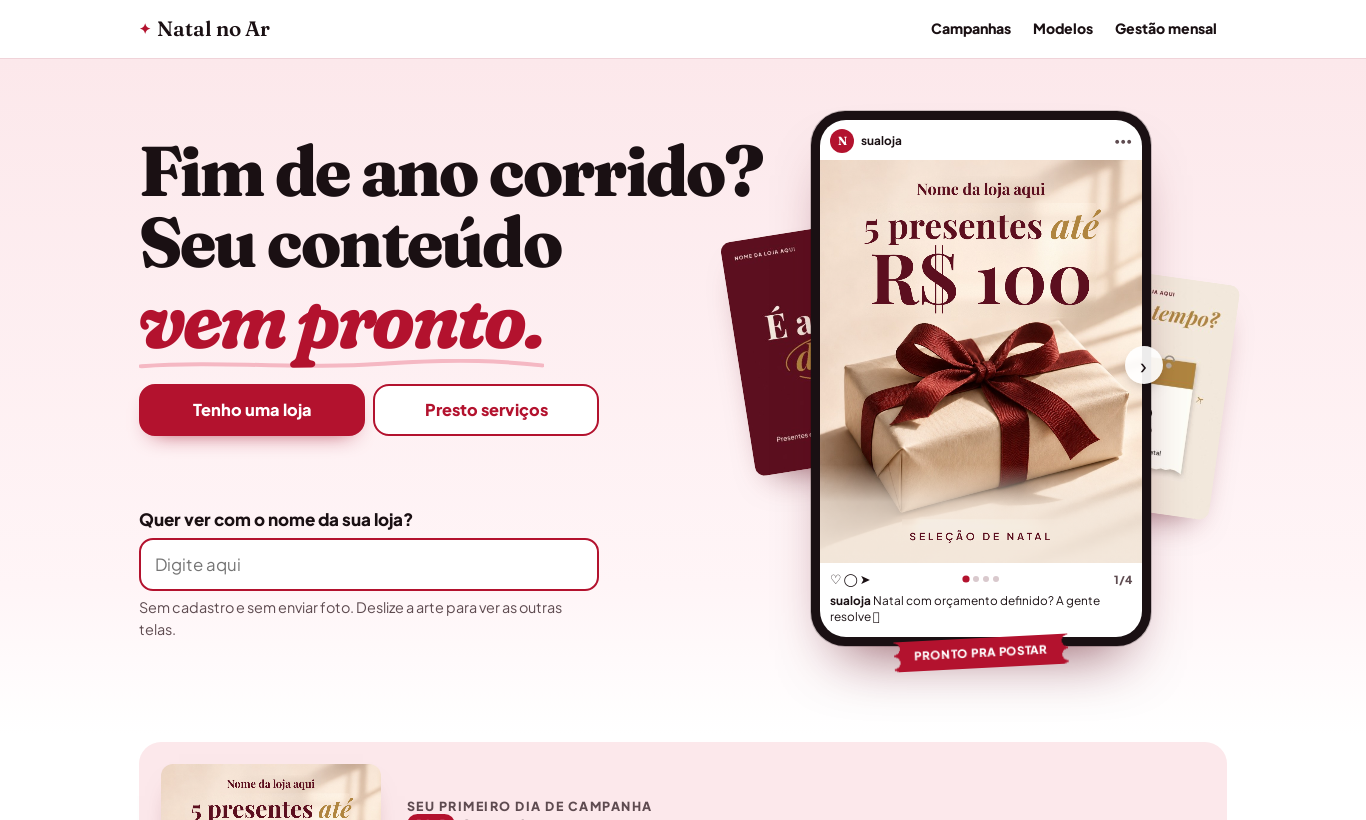 ✦ Natal no Ar
Campanhas Modelos Gestão mensal
Fim de ano corrido?
Seu conteúdo
vem pronto.
Tenho uma loja
Presto serviços
Quer ver com o nome da sua loja?
Digite aqui
Sem cadastro e sem enviar foto. Deslize a arte para ver as outras
telas.
NOME DA LOJA AQUI
É a
Presentes
N sualoja
Nome da loja aqui
5 presentes até
R$ 100
SELEÇÃO DE NATAL
1/4
sualoja Natal com orçamento definido? A gente
resolve
PRONTO PRA POSTAR
AQUI
tempo?
Nome da loja aqui
5 presentes até
SEU PRIMEIRO DIA DE CAMPANHA